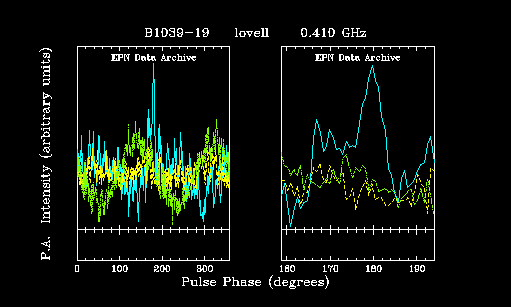 B1039-19 lovell 0.410 GHz
EPN Data Archive EPN Data Archive
P.A. Intensity (arbitrary units)
0 100 200 300 160 170 180 190
Pulse Phase (degrees)